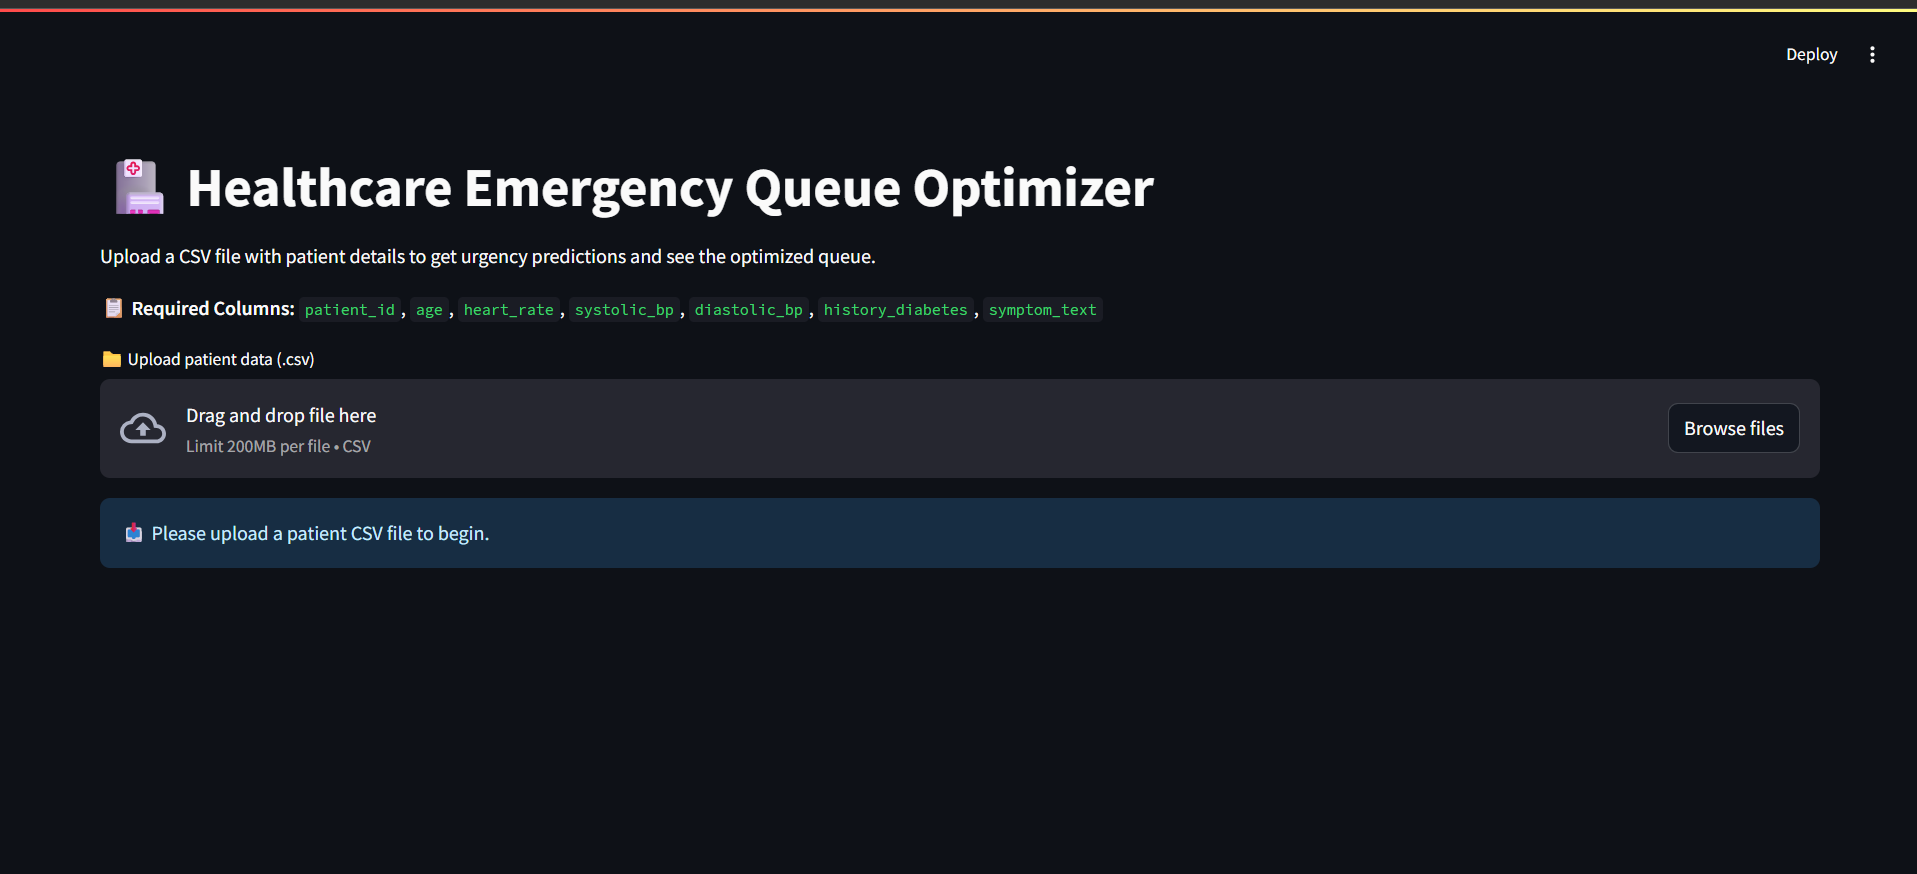 Deploy
Healthcare Emergency Queue Optimizer
Upload a CSV file with patient details to get urgency predictions and see the optimized queue.
Required Columns: patient_id , age , heart_rate , systolic_bp , diastolic_bp , history_diabetes , symptom_text
Upload patient data (.csv)
Drag and drop file here
Limit 200MB per file • CSV
Browse files
Please upload a patient CSV file to begin.